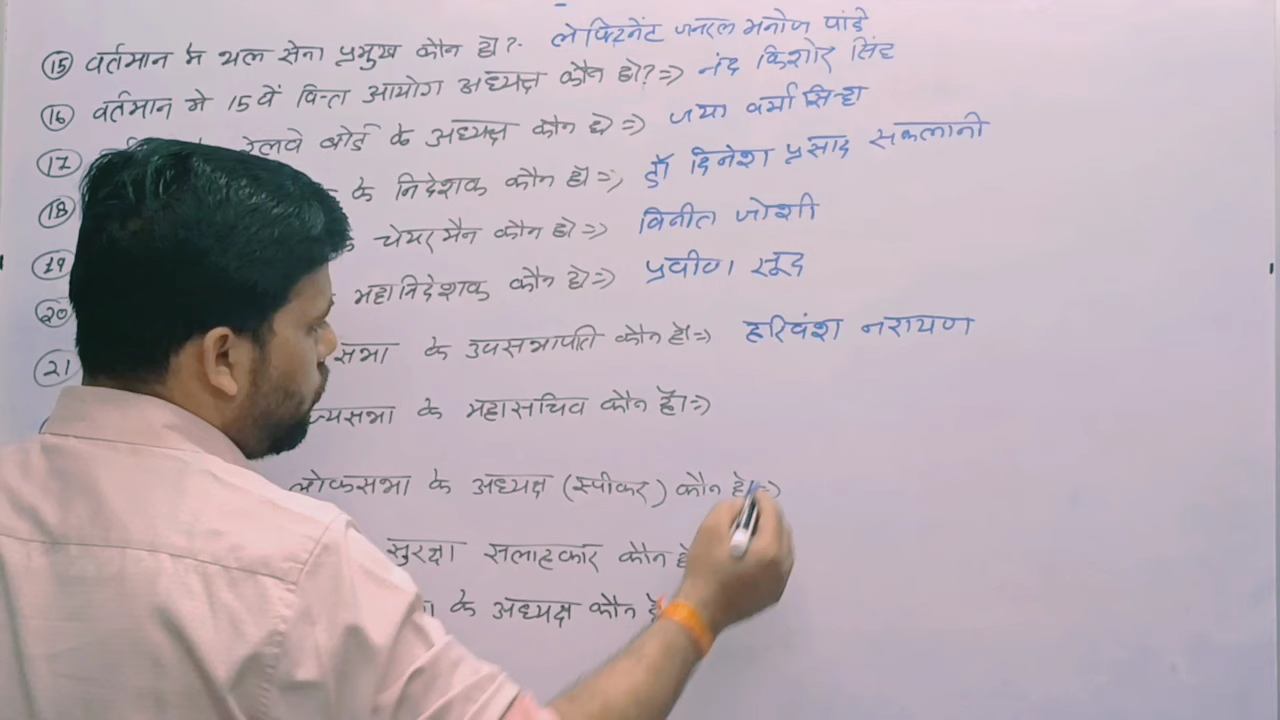 (15) वर्तमान मे थल सेना प्रमुख कौन है?- लेफ्टिनेंट जनरल मनोज पांडे
(16) वर्तमान मे 15 वें वित्त आयोग अध्यक्ष कौन है? => नंद किशोर सिंह
(17) रेलवे बोर्ड के अध्यक्ष कौन है => जया वर्मा सिन्हा
(18) के निदेशक कौन है => डॉ दिनेश प्रसाद सकलानी
(19) के चेयरमैन कौन है => विनीत जोशी
(20) महानिदेशक कौन है => प्रवीण सूद
(21) सभा के उपसभापति कौन है => हरिवंश नरायण
ज्यसभा के महासचिव कौन है =>
लोकसभा के अध्यक्ष (स्पीकर) कौन है =>
सुरक्षा सलाहकार कौन है
के अध्यक्ष कौन है